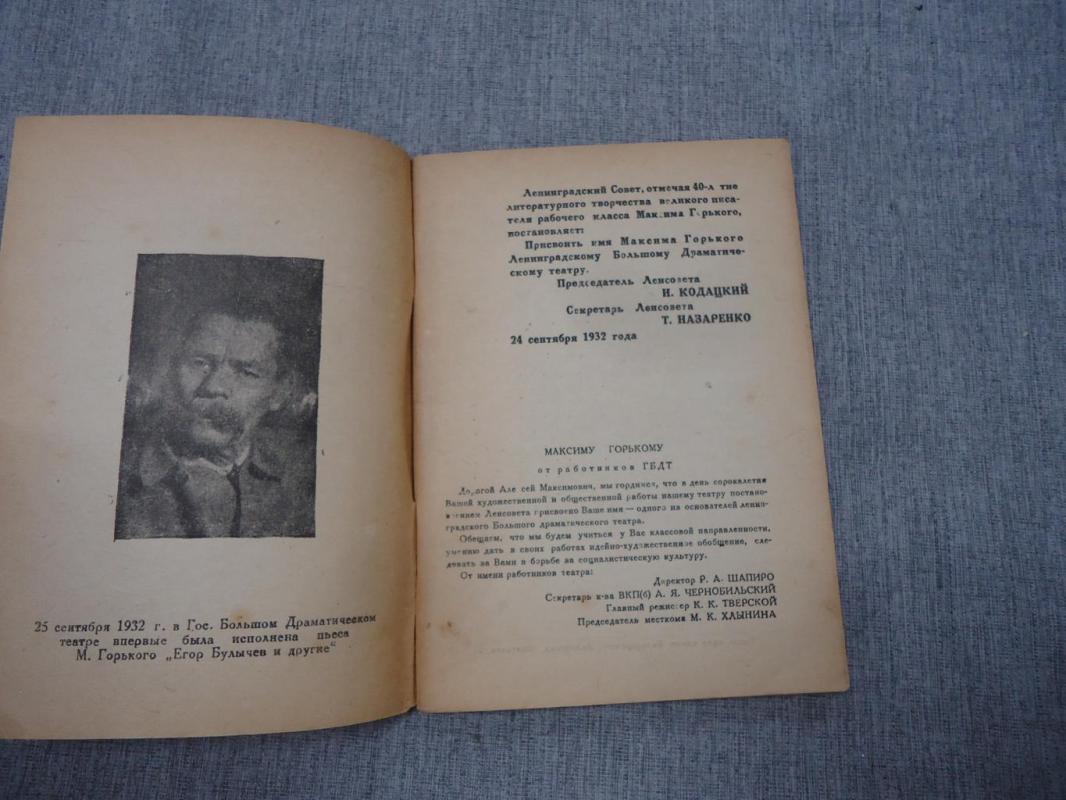 25 сентября 1932 г. в Гос. Большом Драматическом
театре впервые была исполнена пьеса
М. Горького „Егор Булычев и другие“
Ленинградский Совет, отмечая 40-л тие
литературного творчества великого писа-
теля рабочего класса Максима Горького,
постановляет:
Присвоить имя Максима Горького
Ленинградскому Большому Драматиче-
скому театру.
Председатель Ленсовета
И. КОДАЦКИЙ
Секретарь Ленсовета
Т. НАЗАРЕНКО
24 сентября 1932 года
МАКСИМУ ГОРЬКОМУ
от работников ГБДТ
Дорогой Але сей Максимович, мы гордимся, что в день сорокалетия
Вашей художественной и общественной работы нашему театру постано-
влением Ленсовета присвоено Ваше имя — одного из основателей ленин-
градского Большого драматического театра.
Обещаем, что мы будем учиться у Вас классовой направленности,
умению дать в своих работах идейно-художественное обобщение, сле-
довать за Вами в борьбе за социалистическую культуру.
От имени работников театра:
Директор Р. А. ШАПИРО
Секретарь к-ва ВКП(б) А. Я. ЧЕРНОБИЛЬСКИЙ
Главный режиссер К. К. ТВЕРСКОЙ
Председатель месткома М. К. ХЛЫНИНА